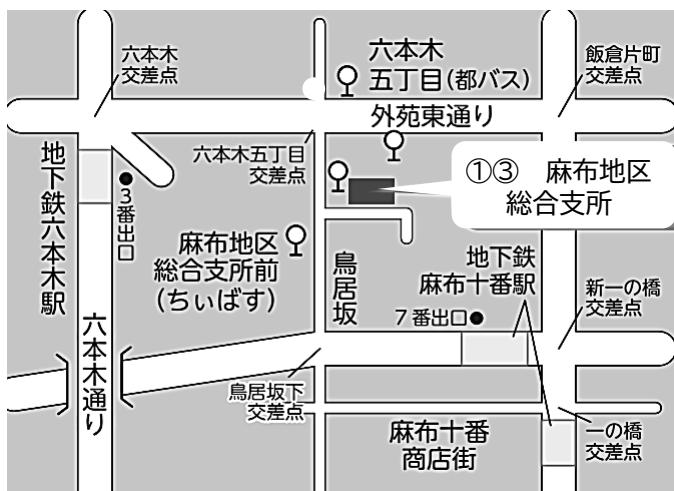 六本木
交差点
六本木
五丁目(都バス)
飯倉片町
交差点
外苑東通り
六本木五丁目
交差点
①③　麻布地区
総合支所
地下鉄六本木駅
●3番出口
麻布地区
総合支所前
(ちぃばす)
鳥居坂
地下鉄
麻布十番駅
7番出口●
新一の橋
交差点
六本木通り
鳥居坂下
交差点
麻布十番
商店街
一の橋
交差点